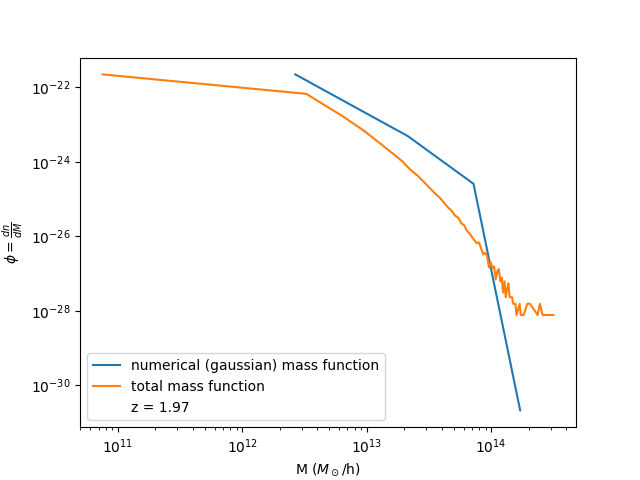 10⁻²²
10⁻²⁴
10⁻²⁶
10⁻²⁸
10⁻³⁰
ϕ = dn/dM
numerical (gaussian) mass function
total mass function
z = 1.97
10¹¹ 10¹² 10¹³ 10¹⁴
M (M⊙/h)